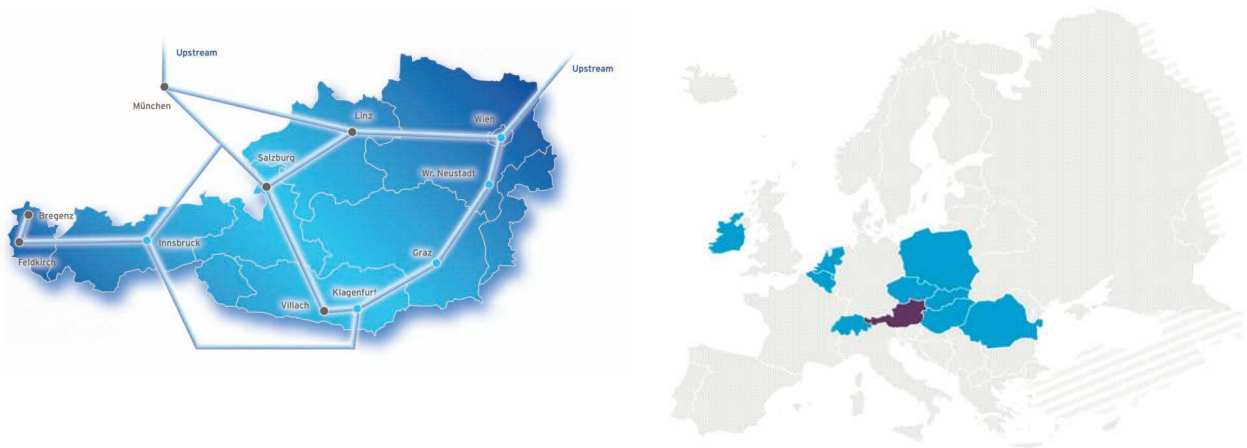 Upstream
Upstream
München
Linz
Wien
Salzburg
Wr. Neustadt
Bregenz
Innsbruck
Graz
Feldkirch
Klagenfurt
Villach